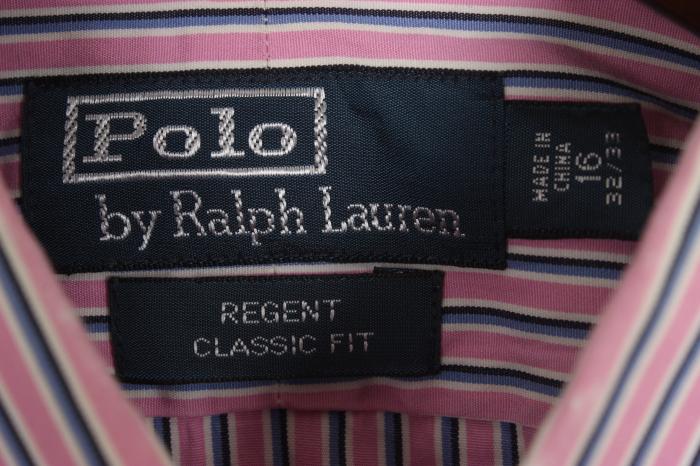 Polo
by Ralph Lauren
REGENT
CLASSIC FIT
MADE IN
CHINA
16
32/33